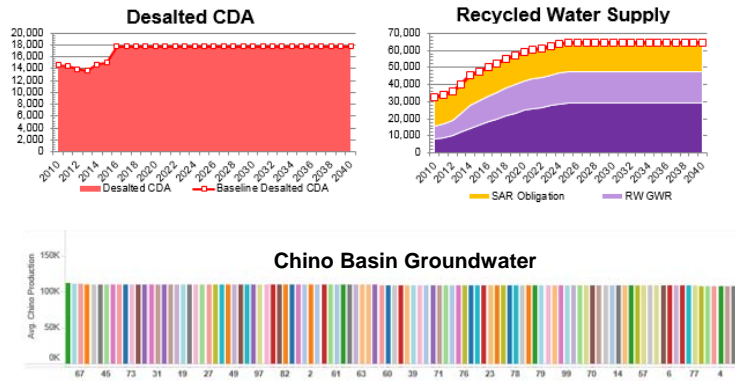 Desalted CDA
20,000
18,000
16,000
14,000
12,000
10,000
8,000
6,000
4,000
2,000
0
2010 2012 2014 2016 2018 2020 2022 2024 2026 2028 2030 2032 2034 2036 2038 2040
Desalted CDA Baseline Desalted CDA
Recycled Water Supply
70,000
60,000
50,000
40,000
30,000
20,000
10,000
0
2010 2012 2014 2016 2018 2020 2022 2024 2026 2028 2030 2032 2034 2036 2038 2040
SAR Obligation RW GWR
Chino Basin Groundwater
Avg. Chino Production
150K
100K
50K
0K
67 45 73 31 19 27 49 97 82 2 61 63 60 39 71 76 23 78 79 99 70 14 57 6 77 4